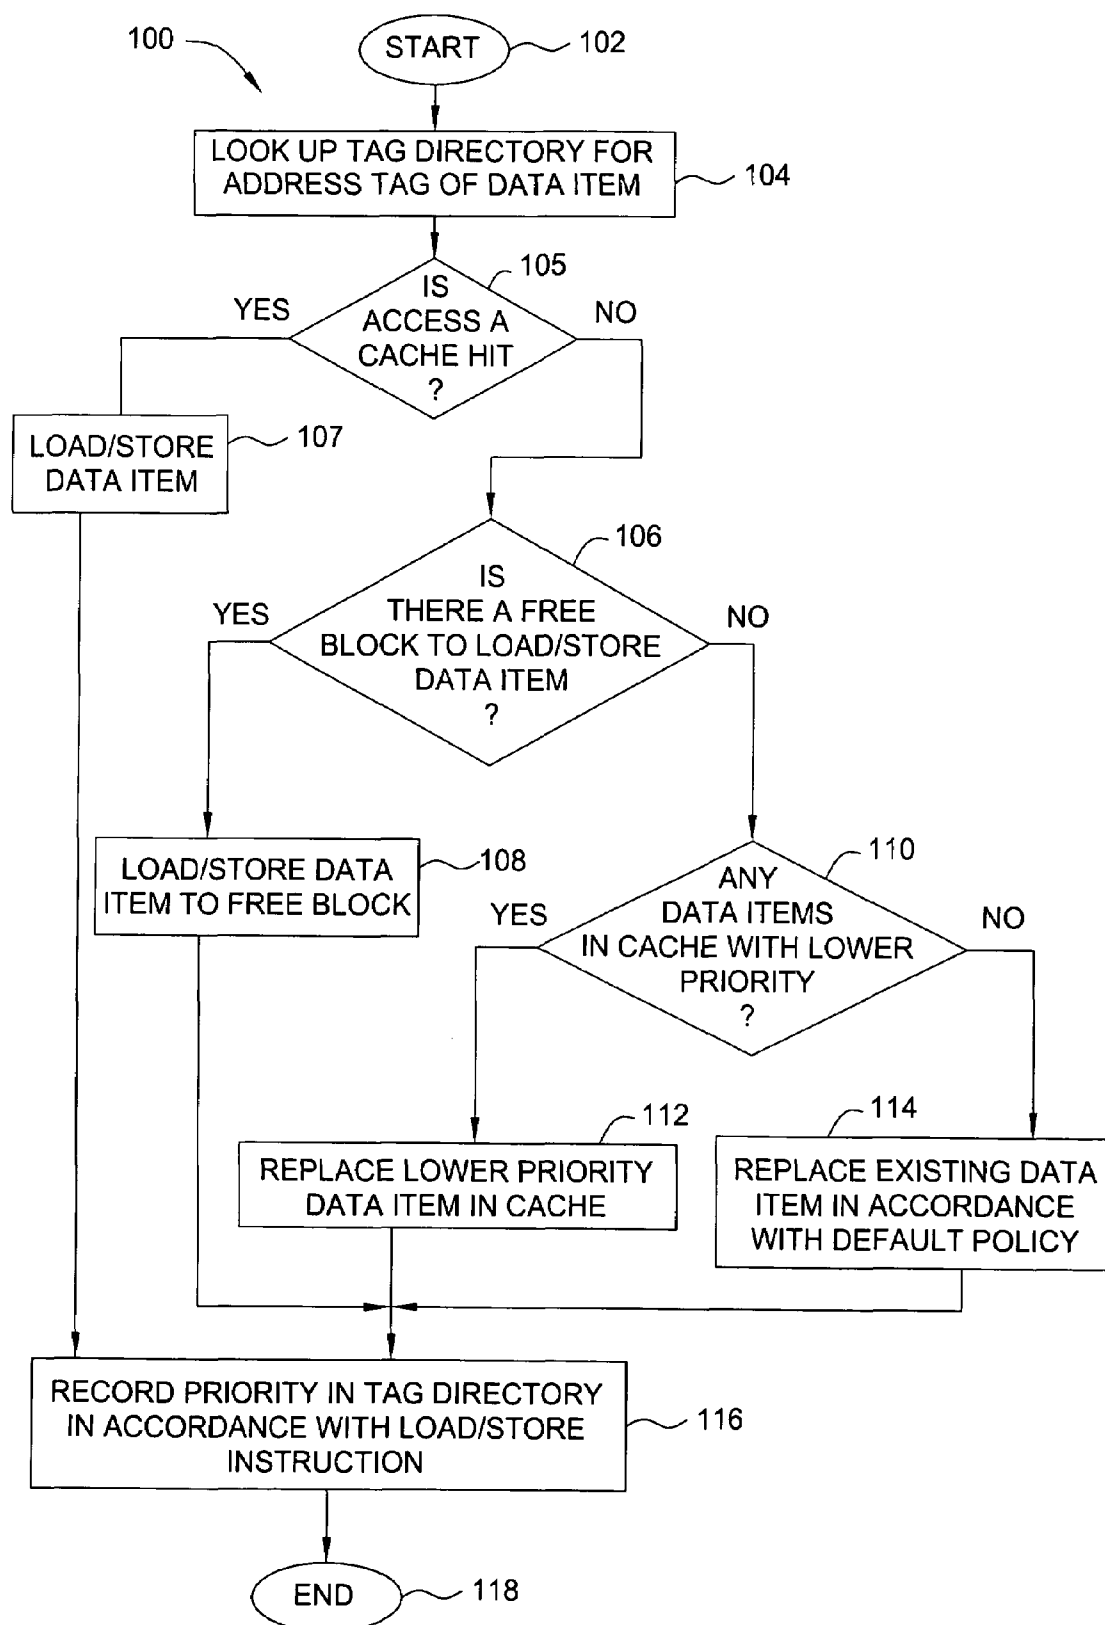 100
START
102
LOOK UP TAG DIRECTORY FOR
ADDRESS TAG OF DATA ITEM
104
105
IS
ACCESS A
CACHE HIT
?
YES
NO
LOAD/STORE
DATA ITEM
107
106
IS
THERE A FREE
BLOCK TO LOAD/STORE
DATA ITEM
?
YES
NO
LOAD/STORE DATA
ITEM TO FREE BLOCK
108
110
ANY
DATA ITEMS
IN CACHE WITH LOWER
PRIORITY
?
YES
NO
112
REPLACE LOWER PRIORITY
DATA ITEM IN CACHE
114
REPLACE EXISTING DATA
ITEM IN ACCORDANCE
WITH DEFAULT POLICY
RECORD PRIORITY IN TAG DIRECTORY
IN ACCORDANCE WITH LOAD/STORE
INSTRUCTION
116
END
118